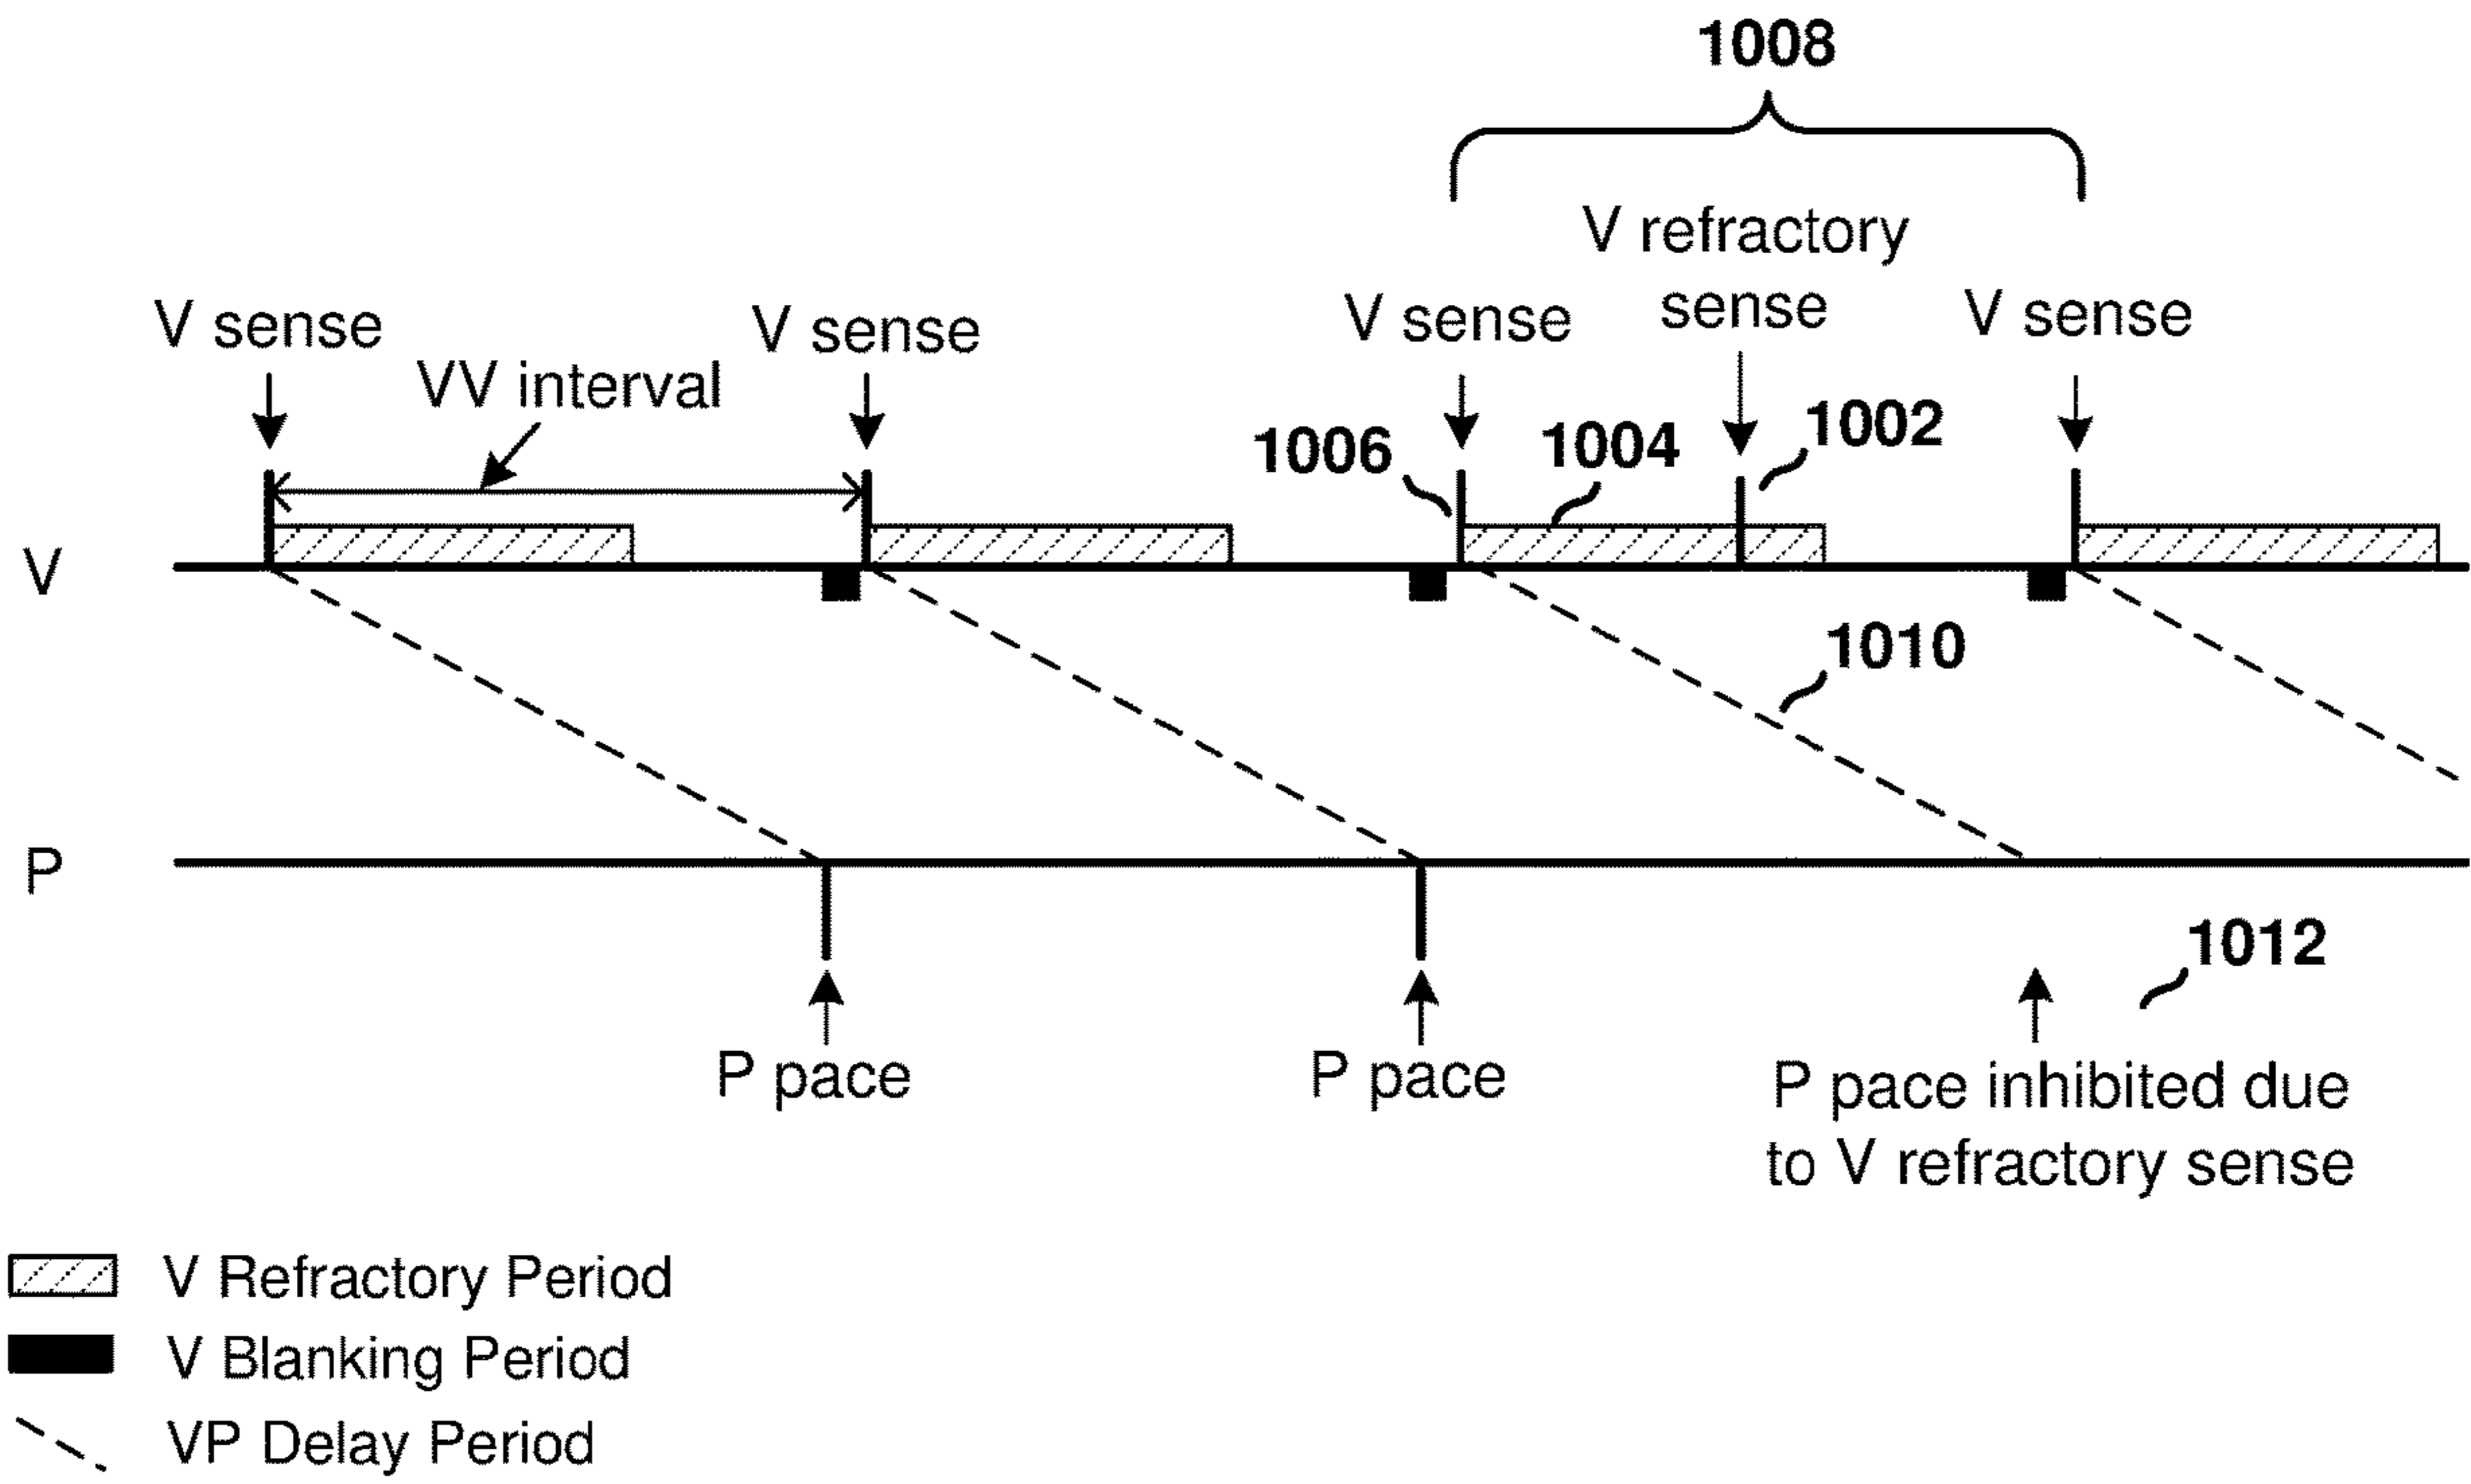 1008
V refractory
sense
V sense
V sense
V sense
V sense
VV interval
1006
1004
1002
V
1010
P
1012
P pace
P pace
P pace inhibited due
to V refractory sense
V Refractory Period
V Blanking Period
VP Delay Period